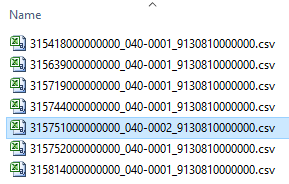 Name
315418000000000_040-0001_9130810000000.csv
315639000000000_040-0001_9130810000000.csv
315719000000000_040-0001_9130810000000.csv
315744000000000_040-0001_9130810000000.csv
315751000000000_040-0002_9130810000000.csv
315752000000000_040-0001_9130810000000.csv
315814000000000_040-0001_9130810000000.csv